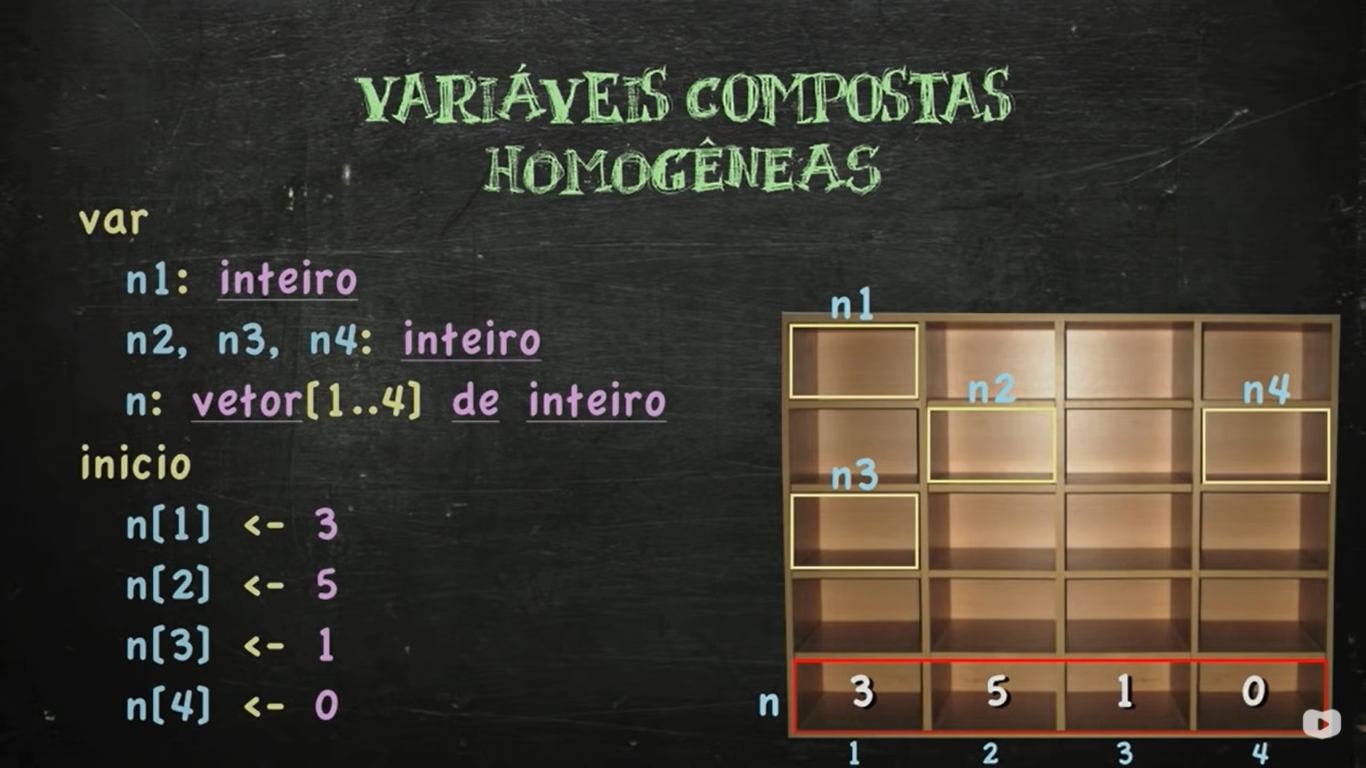 VARIÁVEIS COMPOSTAS
HOMOGÊNEAS
var
n1: inteiro
n2, n3, n4: inteiro
n: vetor[1..4] de inteiro
inicio
n[1] <- 3
n[2] <- 5
n[3] <- 1
n[4] <- 0
n1
n2 n4
n3
n 3 5 1 0
1 2 3 4